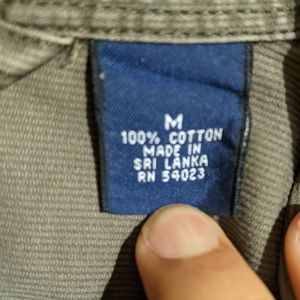 M
100% COTTON
MADE IN
SRI LANKA
RN 54023